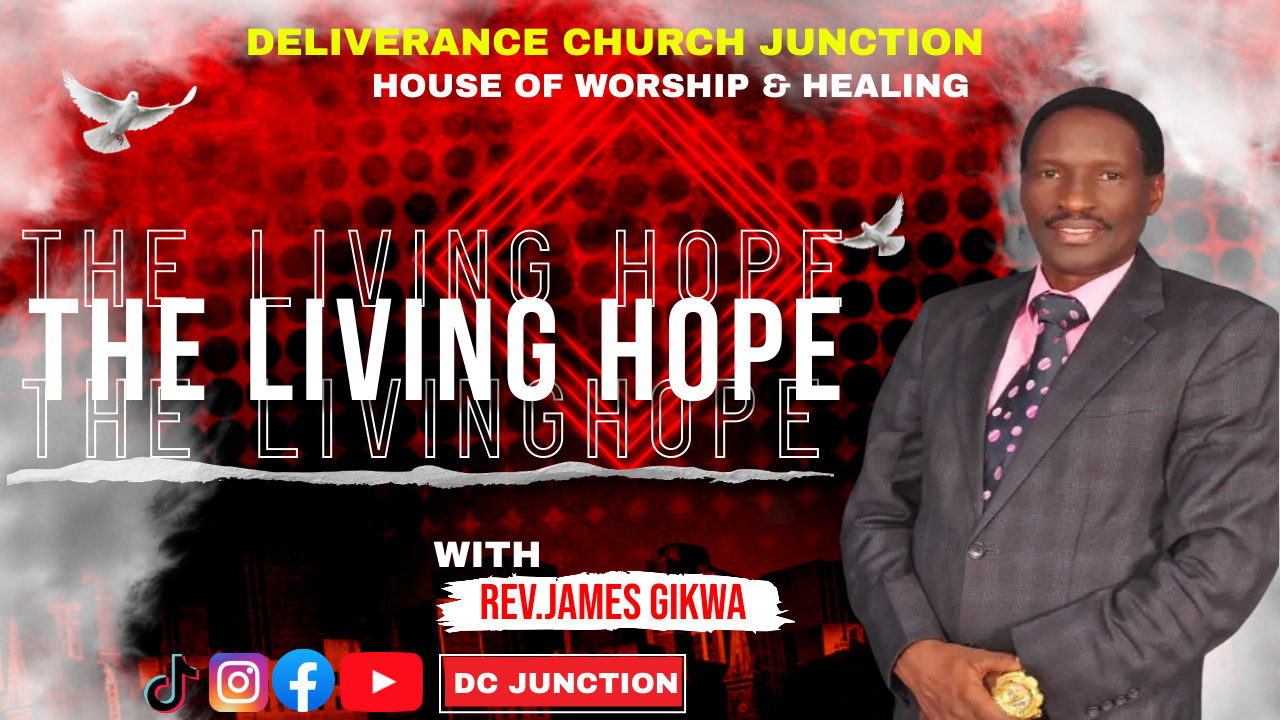 DELIVERANCE CHURCH JUNCTION
HOUSE OF WORSHIP & HEALING
THE LIVING HOPE
THE LIVING HOPE
THE LIVINGHOPE
WITH
REV.JAMES GIKWA
DC JUNCTION